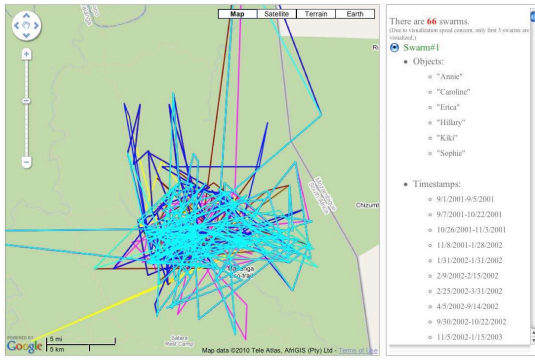 Map
Satellite
Terrain
Earth
Chizumb
Satara
Rest Camp
POWERED BY
Google
5 mi
5 km
Map data ©2010 Tele Atlas, AfriGIS (Pty) Ltd - Terms of Use
There are 66 swarms.
(Due to visualization speed concern, only first 5 swarms are
visualized.)
Swarm#1
• Objects:
"Annie"
"Caroline"
"Erica"
"Hillary"
"Kiki"
"Sophie"
• Timestamps:
9/1/2001-9/5/2001
9/7/2001-10/22/2001
10/26/2001-11/3/2001
11/8/2001-1/28/2002
1/31/2002-1/31/2002
2/9/2002-2/15/2002
2/25/2002-3/31/2002
4/5/2002-9/14/2002
9/30/2002-10/22/2002
11/5/2002-1/15/2003